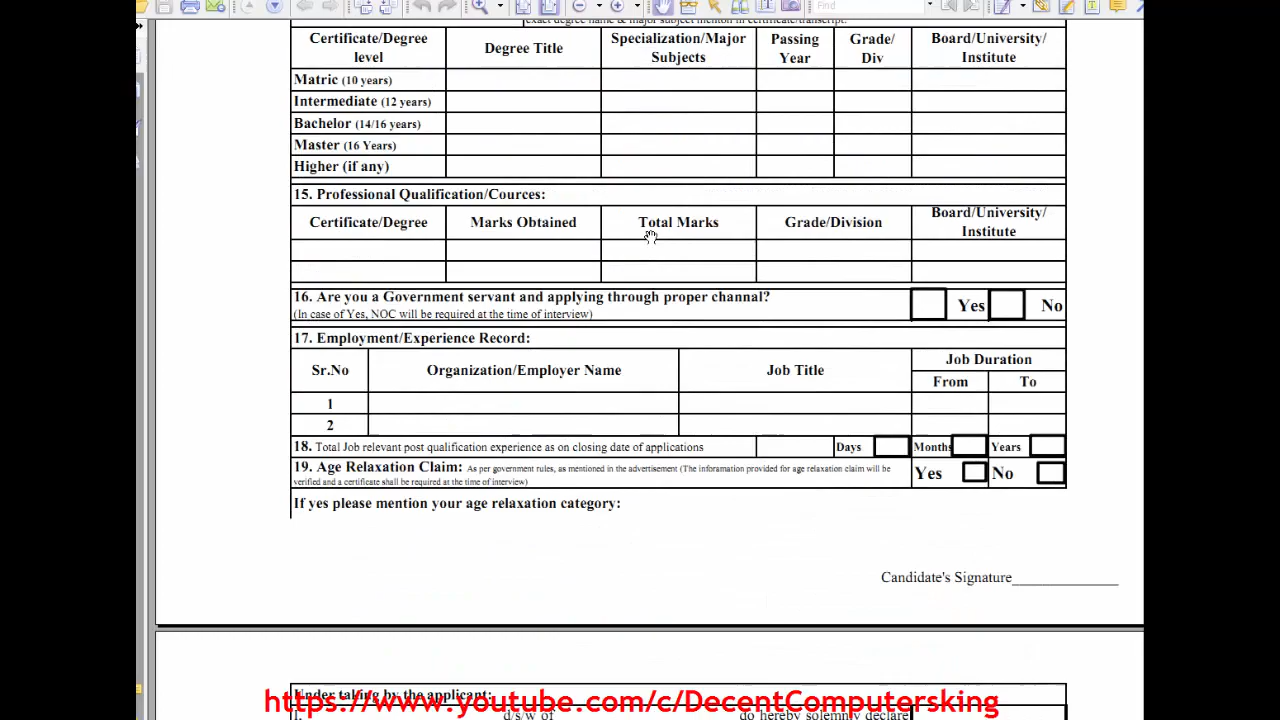 Find
exact degree name & major subject menton in certificate/transcript.
Certificate/Degree level
Degree Title
Specialization/Major Subjects
Passing Year
Grade/ Div
Board/University/ Institute
Matric (10 years)
Intermediate (12 years)
Bachelor (14/16 years)
Master (16 Years)
Higher (if any)
15. Professional Qualification/Cources:
Certificate/Degree
Marks Obtained
Total Marks
Grade/Division
Board/University/ Institute
16. Are you a Government servant and applying through proper channal?
(In case of Yes, NOC will be required at the time of interview)
Yes
No
17. Employment/Experience Record:
Sr.No
Organization/Employer Name
Job Title
Job Duration
From
To
1
2
18. Total Job relevant post qualification experience as on closing date of applications
Days
Months
Years
19. Age Relaxation Claim: As per government rules, as mentioned in the advertisement (The information provided for age relaxation claim will be
verified and a certificate shall be required at the time of interview)
Yes
No
If yes please mention your age relaxation category:
Candidate's Signature______________
Under taking by the applicant:
https://www.youtube.com/c/DecentComputersking
I, d/s/w of do hereby solemnly declare